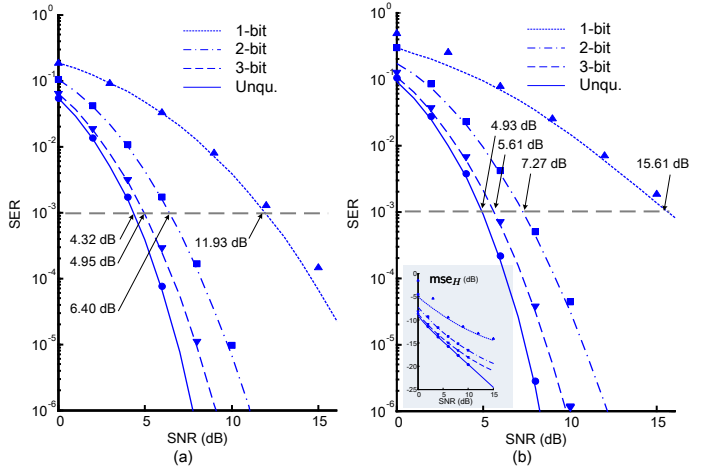 10^0
10^-1
10^-2
10^-3
10^-4
10^-5
10^-6
SER
1-bit
2-bit
3-bit
Unqu.
4.32 dB
4.95 dB
6.40 dB
11.93 dB
0
5
10
15
SNR (dB)
(a)
10^0
10^-1
10^-2
10^-3
10^-4
10^-5
10^-6
SER
1-bit
2-bit
3-bit
Unqu.
4.93 dB
5.61 dB
7.27 dB
15.61 dB
mse_H (dB)
0
-5
-10
-15
-20
-25
0
5
10
15
SNR (dB)
0
5
10
15
SNR (dB)
(b)